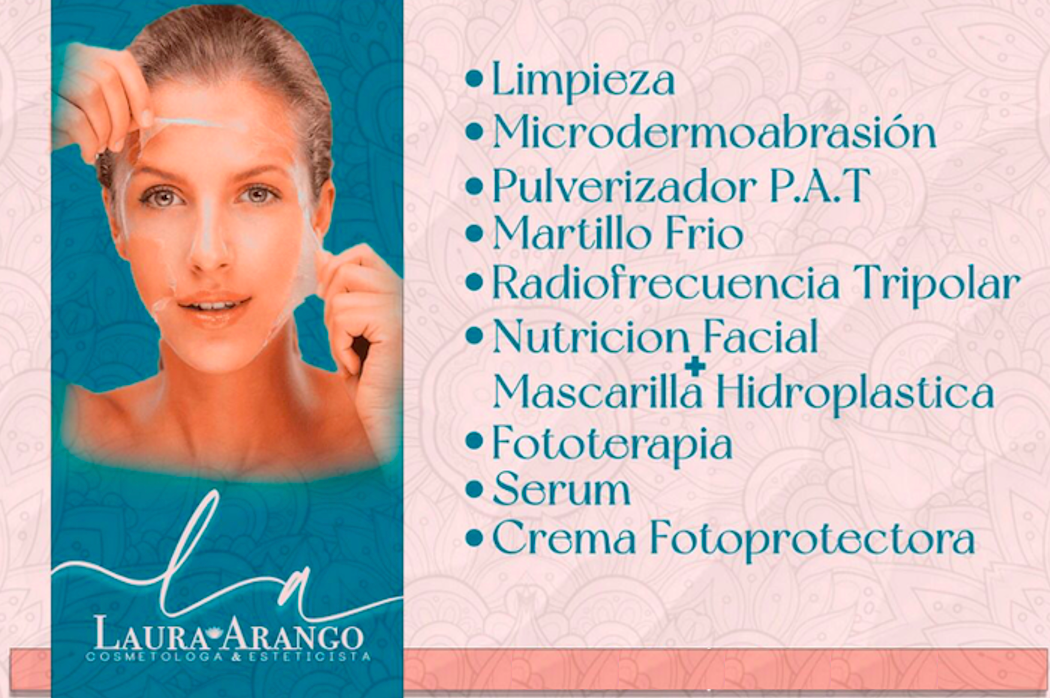 • Limpieza
• Microdermoabrasión
• Pulverizador P.A.T
• Martillo Frio
• Radiofrecuencia Tripolar
• Nutricion Facial
+
Mascarilla Hidroplastica
• Fototerapia
• Serum
• Crema Fotoprotectora
la
LAURA ARANGO
COSMETOLOGA & ESTETICISTA